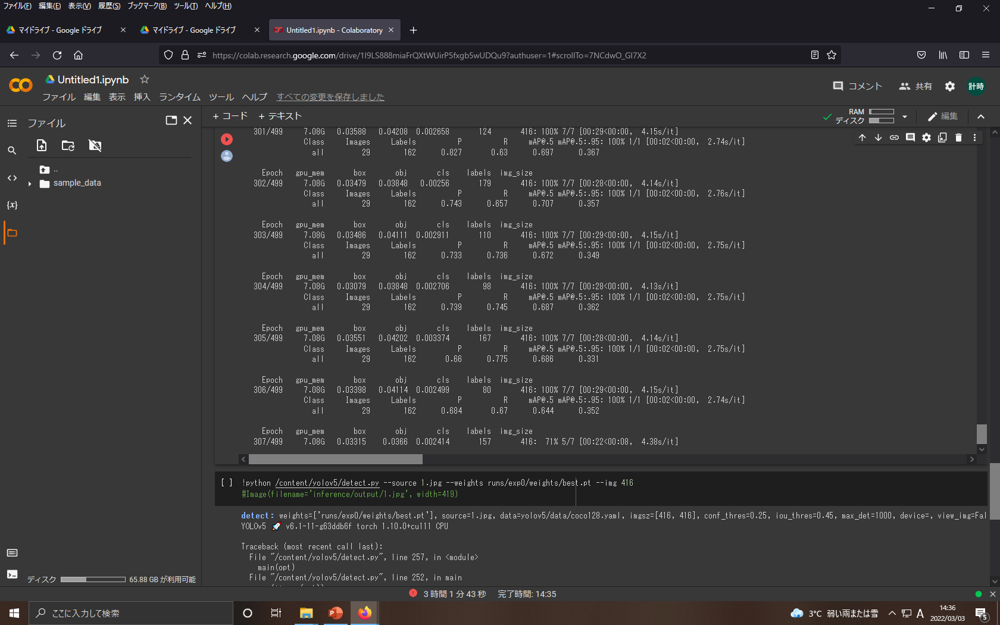 ファイル(F) 編集(E) 表示(V) 履歴(S) ブックマーク(B) ツール(T) ヘルプ(H)
マイドライブ - Google ドライブ マイドライブ - Google ドライブ Untitled1.ipynb - Colaboratory
https://colab.research.google.com/drive/1I9LS888miaFrQXtWUirP5fxgb5wUDQu9?authuser=1#scrollTo=7NCdwO_Gl7X2
Untitled1.ipynb
ファイル 編集 表示 挿入 ランタイム ツール ヘルプ すべての変更を保存しました
コメント 共有 計時
ファイル
+ コード + テキスト
RAM
ディスク
編集
..
sample_data
{x}
301/499 7.08G 0.03588 0.04208 0.002658 124 416: 100% 7/7 [00:29<00:00, 4.15s/it]
Class Images Labels P R mAP@.5 mAP@.5:.95: 100% 1/1 [00:02<00:00, 2.74s/it]
all 29 162 0.827 0.63 0.697 0.367
Epoch gpu_mem box obj cls labels img_size
302/499 7.08G 0.03479 0.03848 0.00256 179 416: 100% 7/7 [00:28<00:00, 4.14s/it]
Class Images Labels P R mAP@.5 mAP@.5:.95: 100% 1/1 [00:02<00:00, 2.76s/it]
all 29 162 0.743 0.657 0.707 0.357
Epoch gpu_mem box obj cls labels img_size
303/499 7.08G 0.03486 0.04111 0.002911 110 416: 100% 7/7 [00:29<00:00, 4.15s/it]
Class Images Labels P R mAP@.5 mAP@.5:.95: 100% 1/1 [00:02<00:00, 2.75s/it]
all 29 162 0.733 0.736 0.672 0.349
Epoch gpu_mem box obj cls labels img_size
304/499 7.08G 0.03079 0.03848 0.002706 98 416: 100% 7/7 [00:28<00:00, 4.13s/it]
Class Images Labels P R mAP@.5 mAP@.5:.95: 100% 1/1 [00:02<00:00, 2.75s/it]
all 29 162 0.739 0.745 0.687 0.362
Epoch gpu_mem box obj cls labels img_size
305/499 7.08G 0.03551 0.04202 0.003374 167 416: 100% 7/7 [00:28<00:00, 4.14s/it]
Class Images Labels P R mAP@.5 mAP@.5:.95: 100% 1/1 [00:02<00:00, 2.75s/it]
all 29 162 0.66 0.775 0.686 0.331
Epoch gpu_mem box obj cls labels img_size
306/499 7.08G 0.03398 0.04114 0.002499 80 416: 100% 7/7 [00:29<00:00, 4.15s/it]
Class Images Labels P R mAP@.5 mAP@.5:.95: 100% 1/1 [00:02<00:00, 2.74s/it]
all 29 162 0.684 0.67 0.644 0.352
Epoch gpu_mem box obj cls labels img_size
307/499 7.08G 0.03315 0.0366 0.002414 157 416: 71% 5/7 [00:22<00:08, 4.38s/it]
[ ] !python /content/yolov5/detect.py --source 1.jpg --weights runs/exp0/weights/best.pt --img 416
#Image(filename='inference/output/1.jpg', width=419)
detect: weights=['runs/exp0/weights/best.pt'], source=1.jpg, data=yolov5/data/coco128.yaml, imgsz=[416, 416], conf_thres=0.25, iou_thres=0.45, max_det=1000, device=, view_img=Fal
YOLOv5 🚀 v6.1-11-g63ddb6f torch 1.10.0+cu111 CPU
Traceback (most recent call last):
File "/content/yolov5/detect.py", line 257, in <module>
main(opt)
File "/content/yolov5/detect.py", line 252, in main
ディスク 65.88 GB が利用可能
3 時間 1 分 43 秒 完了時間: 14:35
ここに入力して検索
3°C 弱い雨または雪
A
14:36
2022/03/03
5